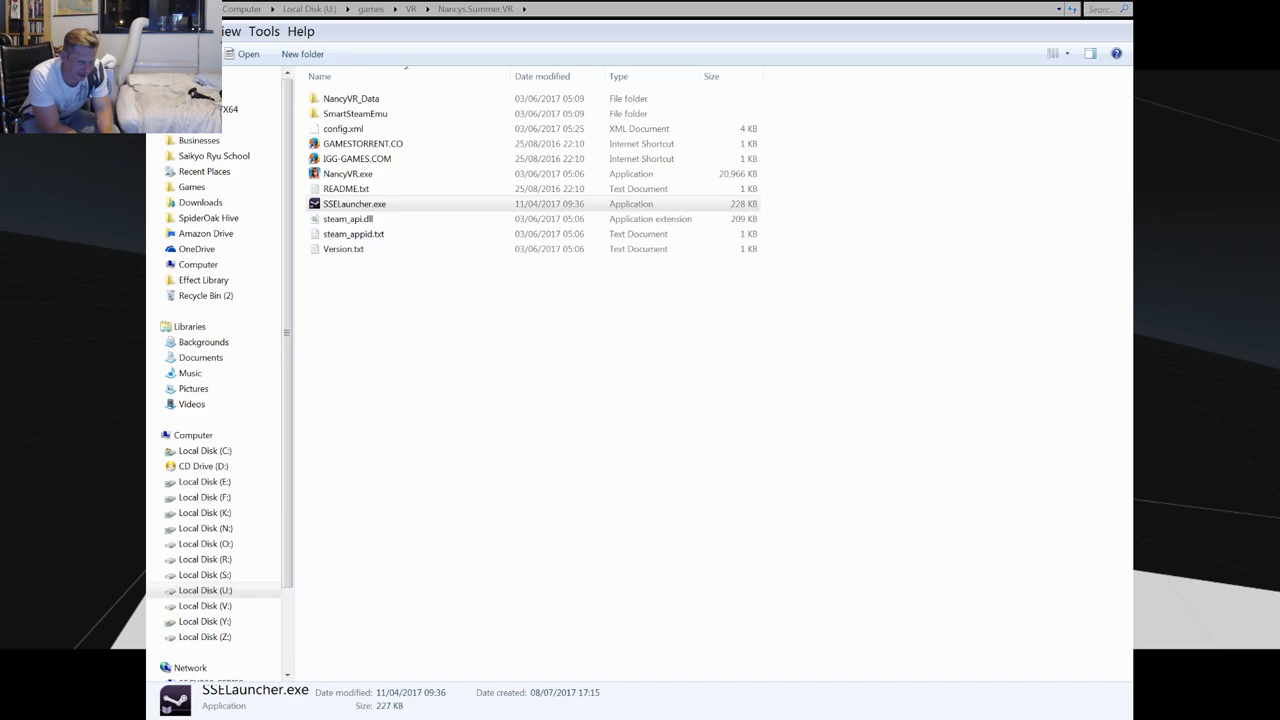 Computer Local Disk (U:) games VR Nancys.Summer.VR Searc...
iew Tools Help
Open New folder
Name Date modified Type Size
NancyVR_Data 03/06/2017 05:09 File folder
SmartSteamEmu 03/06/2017 05:09 File folder
config.xml 03/06/2017 05:25 XML Document 4 KB
GAMESTORRENT.CO 25/08/2016 22:10 Internet Shortcut 1 KB
IGG-GAMES.COM 25/08/2016 22:10 Internet Shortcut 1 KB
NancyVR.exe 03/06/2017 05:06 Application 20,966 KB
README.txt 25/08/2016 22:10 Text Document 1 KB
SSELauncher.exe 11/04/2017 09:36 Application 228 KB
steam_api.dll 03/06/2017 05:06 Application extension 209 KB
steam_appid.txt 03/06/2017 05:06 Text Document 1 KB
Version.txt 03/06/2017 05:06 Text Document 1 KB
X64
Businesses
Saikyo Ryu School
Recent Places
Games
Downloads
SpiderOak Hive
Amazon Drive
OneDrive
Computer
Effect Library
Recycle Bin (2)
Libraries
Backgrounds
Documents
Music
Pictures
Videos
Computer
Local Disk (C:)
CD Drive (D:)
Local Disk (E:)
Local Disk (F:)
Local Disk (K:)
Local Disk (N:)
Local Disk (O:)
Local Disk (R:)
Local Disk (S:)
Local Disk (U:)
Local Disk (V:)
Local Disk (Y:)
Local Disk (Z:)
Network
SSELauncher.exe Date modified: 11/04/2017 09:36 Date created: 08/07/2017 17:15
Application Size: 227 KB